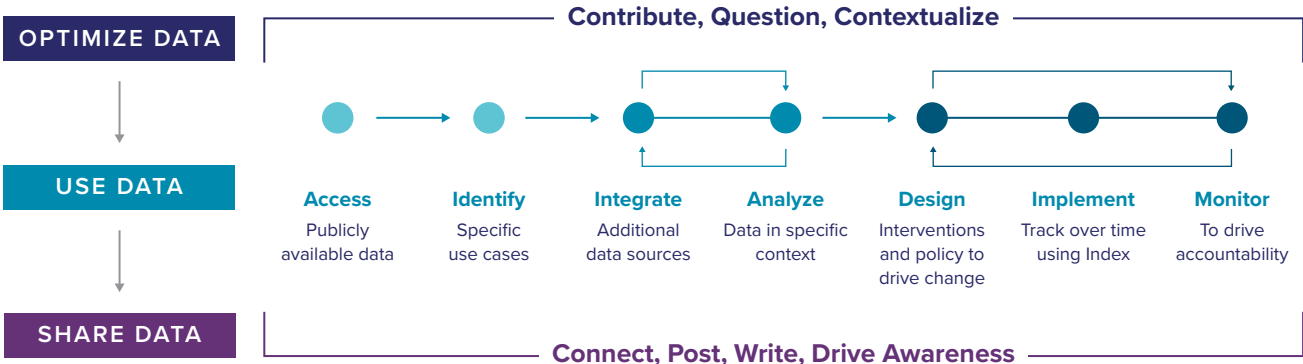 Contribute, Question, Contextualize
OPTIMIZE DATA
USE DATA
Access
Publicly
available data
Identify
Specific
use cases
Integrate
Additional
data sources
Analyze
Data in specific
context
Design
Interventions
and policy to
drive change
Implement
Track over time
using Index
Monitor
To drive
accountability
SHARE DATA
Connect, Post, Write, Drive Awareness